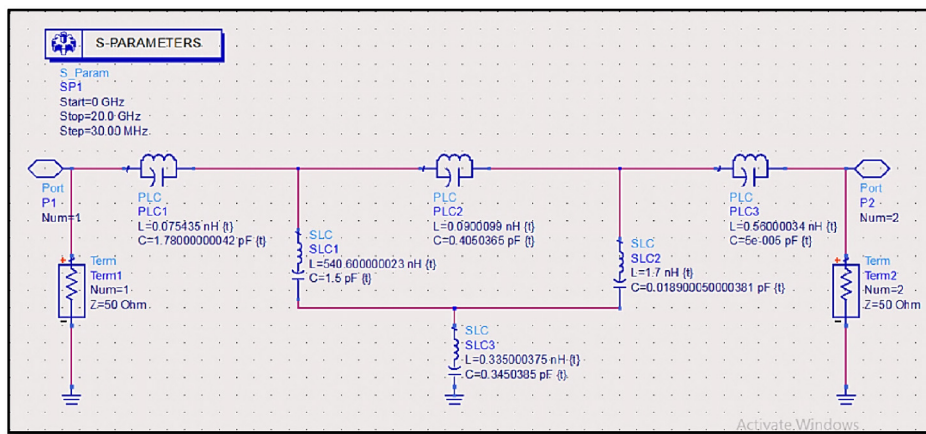 S-PARAMETERS
S_Param
SP1
Start=0 GHz
Stop=20.0 GHz
Step=30.00 MHz
Port
P1
Num=1
PLC
PLC1
L=0.075435 nH {t}
C=1.78000000042 pF {t}
PLC
PLC2
L=0.0900099 nH {t}
C=0.4050365 pF {t}
PLC
PLC3
L=0.56000034 nH {t}
C=5e-005 pF {t}
Port
P2
Num=2
Term
Term1
Num=1
Z=50 Ohm
SLC
SLC1
L=540.600000023 nH {t}
C=1.5 pF {t}
SLC
SLC2
L=1.7 nH {t}
C=0.018900050000381 pF {t}
Term
Term2
Num=2
Z=50 Ohm
SLC
SLC3
L=0.335000375 nH {t}
C=0.3450385 pF {t}
Activate Windows